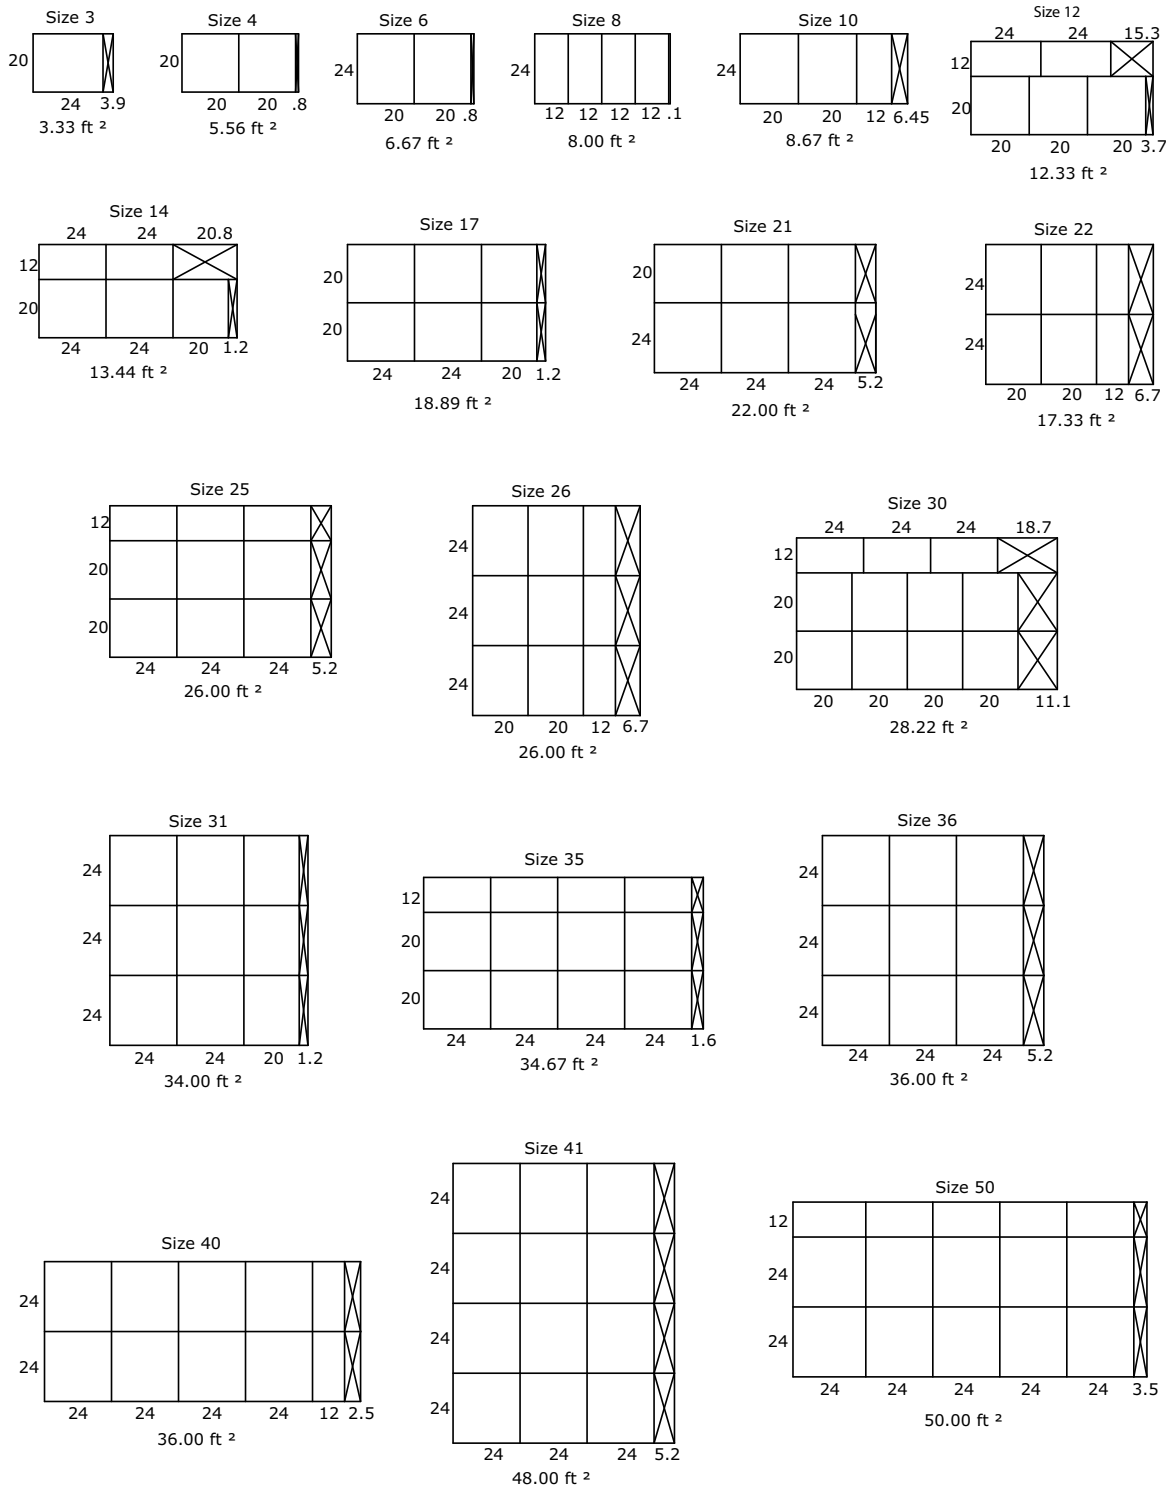 Size 3
20
24 3.9
3.33 ft ²
Size 4
20
20 20 .8
5.56 ft ²
Size 6
24
20 20 .8
6.67 ft ²
Size 8
24
12 12 12 12 .1
8.00 ft ²
Size 10
24
20 20 12 6.45
8.67 ft ²
Size 12
24 24 15.3
12
20
20 20 20 3.7
12.33 ft ²
Size 14
24 24 20.8
12
20
24 24 20 1.2
13.44 ft ²
Size 17
20
20
24 24 20 1.2
18.89 ft ²
Size 21
20
24
24 24 24 5.2
22.00 ft ²
Size 22
24
24
20 20 12 6.7
17.33 ft ²
Size 25
12
20
20
24 24 24 5.2
26.00 ft ²
Size 26
24
24
24
20 20 12 6.7
26.00 ft ²
Size 30
24 24 24 18.7
12
20
20
20 20 20 20 11.1
28.22 ft ²
Size 31
24
24
24
24 24 20 1.2
34.00 ft ²
Size 35
12
20
20
24 24 24 24 1.6
34.67 ft ²
Size 36
24
24
24
24 24 24 5.2
36.00 ft ²
Size 40
24
24
24 24 24 24 12 2.5
36.00 ft ²
Size 41
24
24
24
24
24 24 24 5.2
48.00 ft ²
Size 50
12
24
24
24 24 24 24 24 3.5
50.00 ft ²